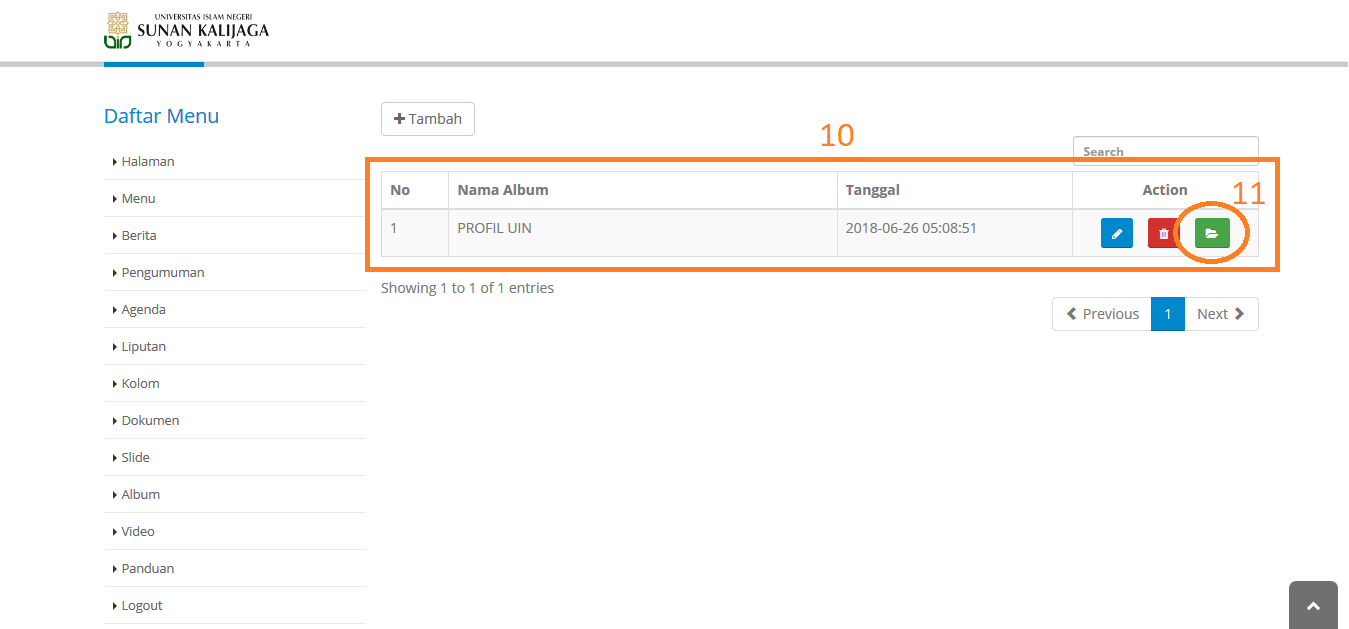 UNIVERSITAS ISLAM NEGERI
SUNAN KALIJAGA
YOGYAKARTA
Daftar Menu
Halaman
Menu
Berita
Pengumuman
Agenda
Liputan
Kolom
Dokumen
Slide
Album
Video
Panduan
Logout
Tambah
10
Search
11
No Nama Album Tanggal Action
1 PROFIL UIN 2018-06-26 05:08:51
Showing 1 to 1 of 1 entries
Previous 1 Next